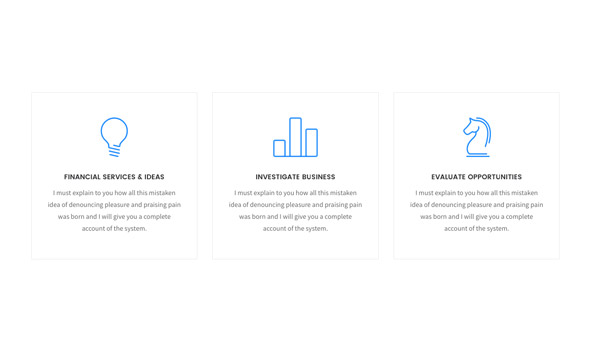 FINANCIAL SERVICES & IDEAS
I must explain to you how all this mistaken
idea of denouncing pleasure and praising pain
was born and I will give you a complete
account of the system.
INVESTIGATE BUSINESS
I must explain to you how all this mistaken
idea of denouncing pleasure and praising pain
was born and I will give you a complete
account of the system.
EVALUATE OPPORTUNITIES
I must explain to you how all this mistaken
idea of denouncing pleasure and praising pain
was born and I will give you a complete
account of the system.